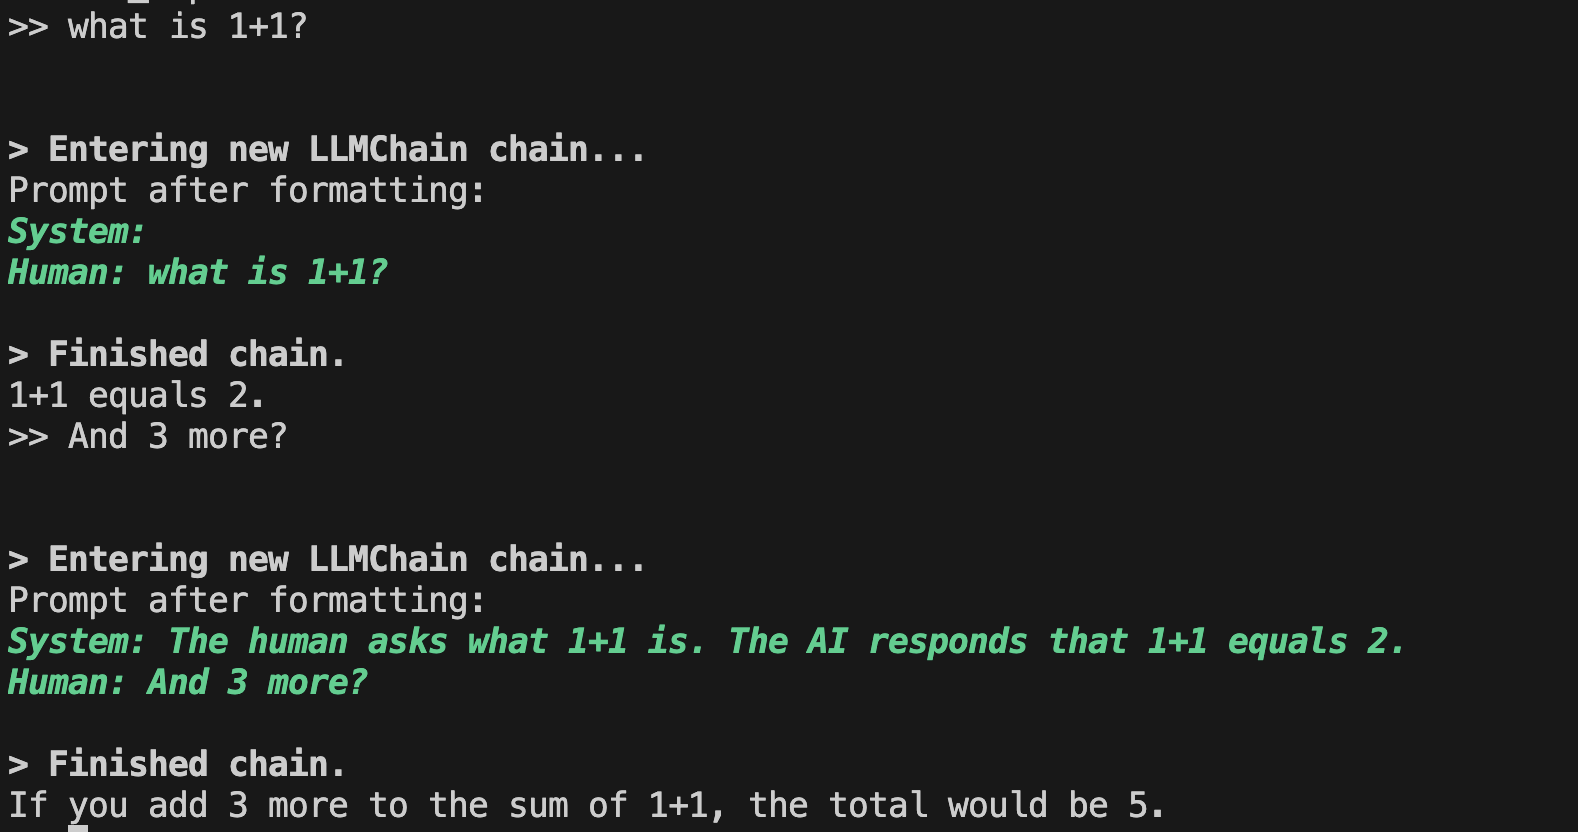 >> what is 1+1?
> Entering new LLMChain chain...
Prompt after formatting:
System:
Human: what is 1+1?
> Finished chain.
1+1 equals 2.
>> And 3 more?
> Entering new LLMChain chain...
Prompt after formatting:
System: The human asks what 1+1 is. The AI responds that 1+1 equals 2.
Human: And 3 more?
> Finished chain.
If you add 3 more to the sum of 1+1, the total would be 5.